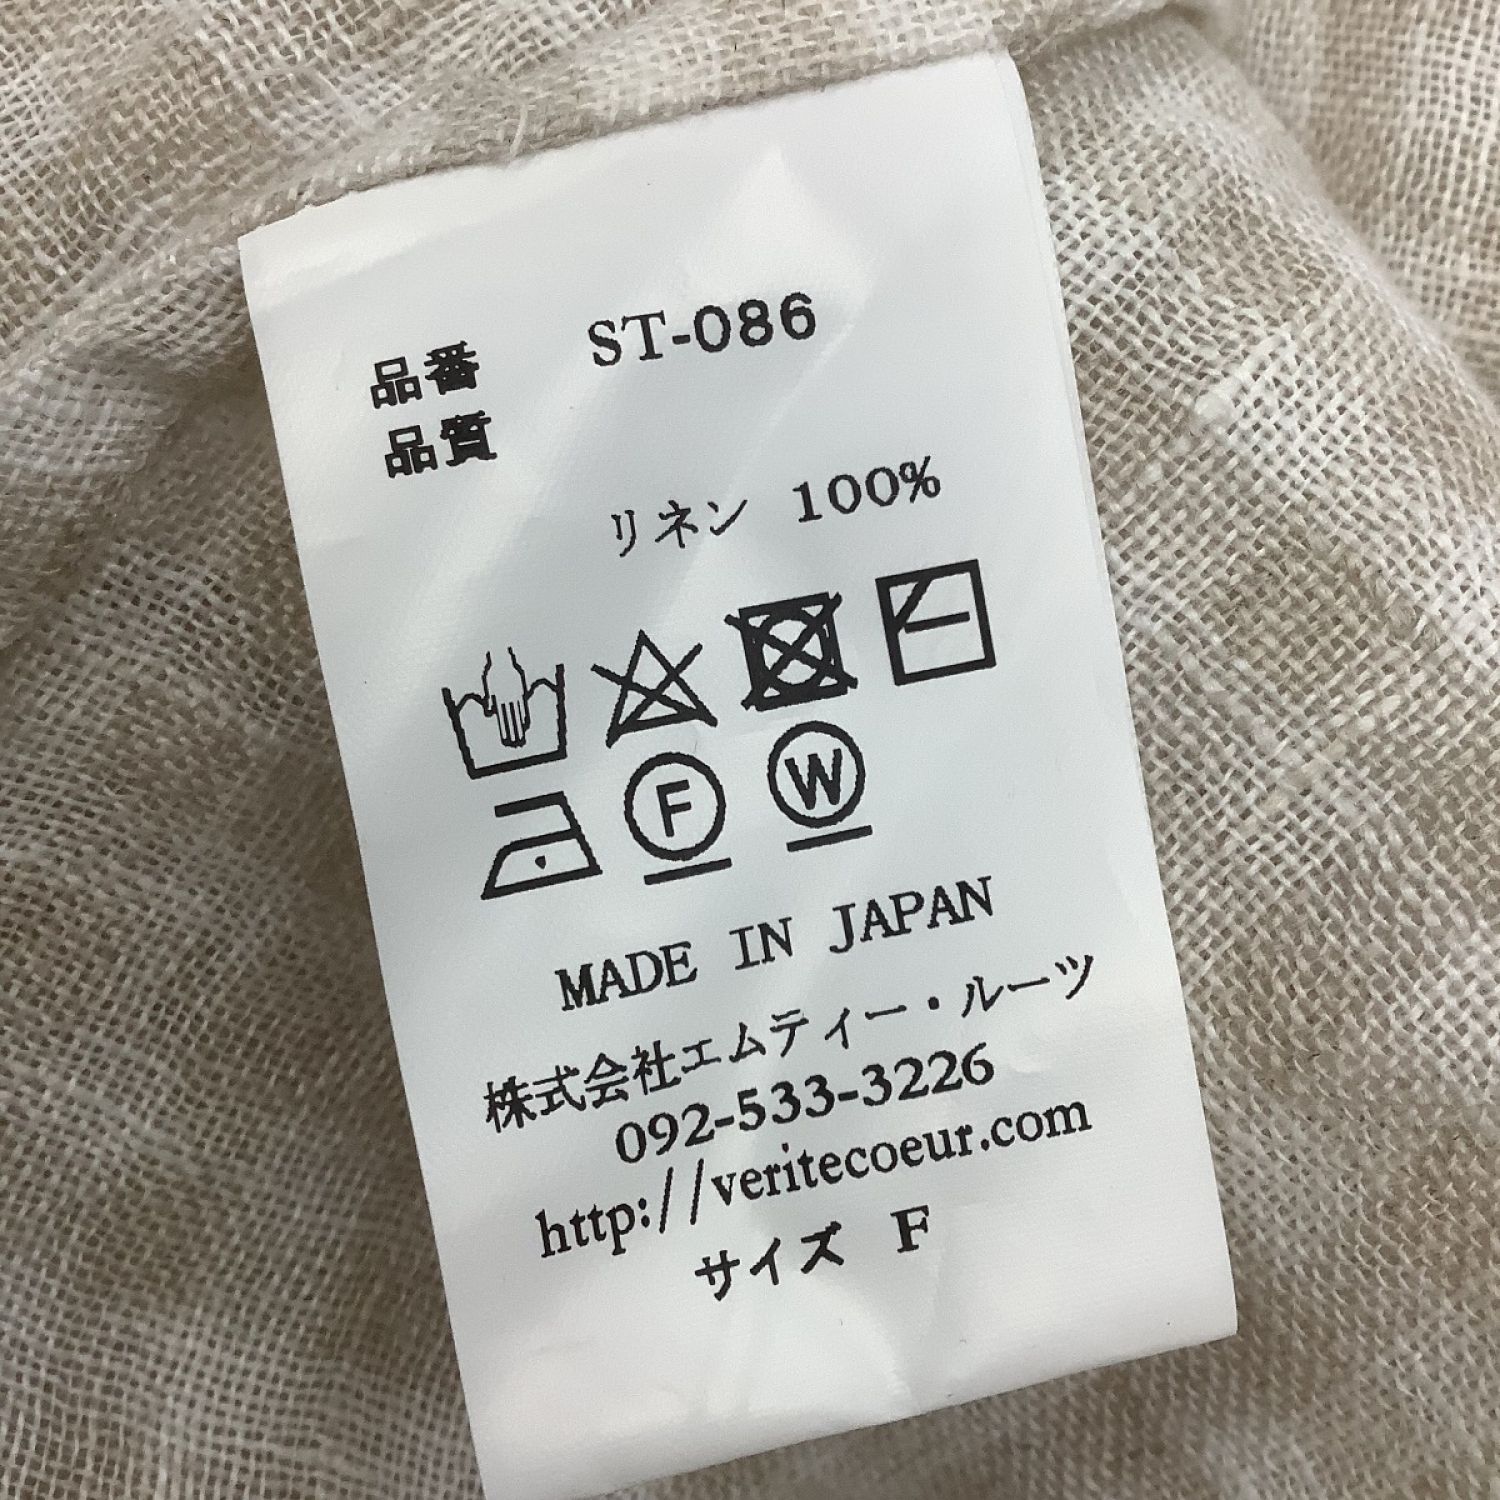 品番 ST-086
品質
リネン 100%
F W
MADE IN JAPAN
株式会社エムティー・ルーツ
092-533-3226
http://veritecoeur.com
サイズ F